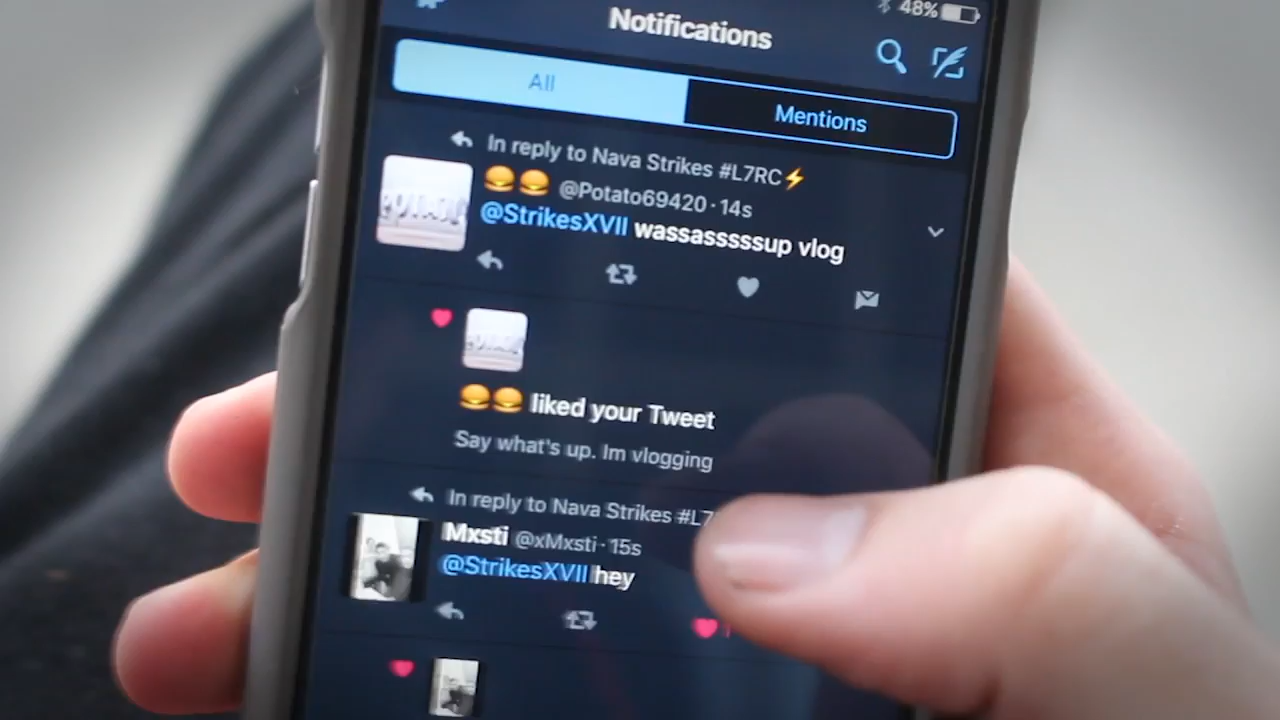 48%
Notifications
All
Mentions
In reply to Nava Strikes #L7RC⚡
🍔🍔 @Potato69420 · 14s
@StrikesXVII wassasssssup vlog
🍔🍔 liked your Tweet
Say what's up. Im vlogging
In reply to Nava Strikes #L7
Mxsti @xMxsti · 15s
@StrikesXVII hey